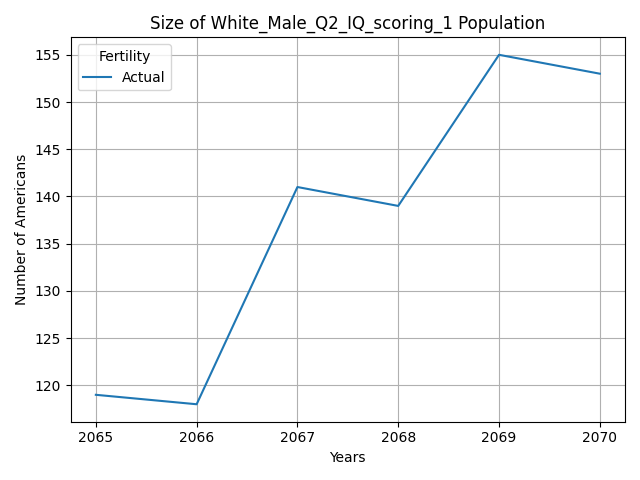 Size of White_Male_Q2_IQ_scoring_1 Population
Fertility
Actual
155
150
145
140
135
130
125
120
Number of Americans
2065 2066 2067 2068 2069 2070
Years